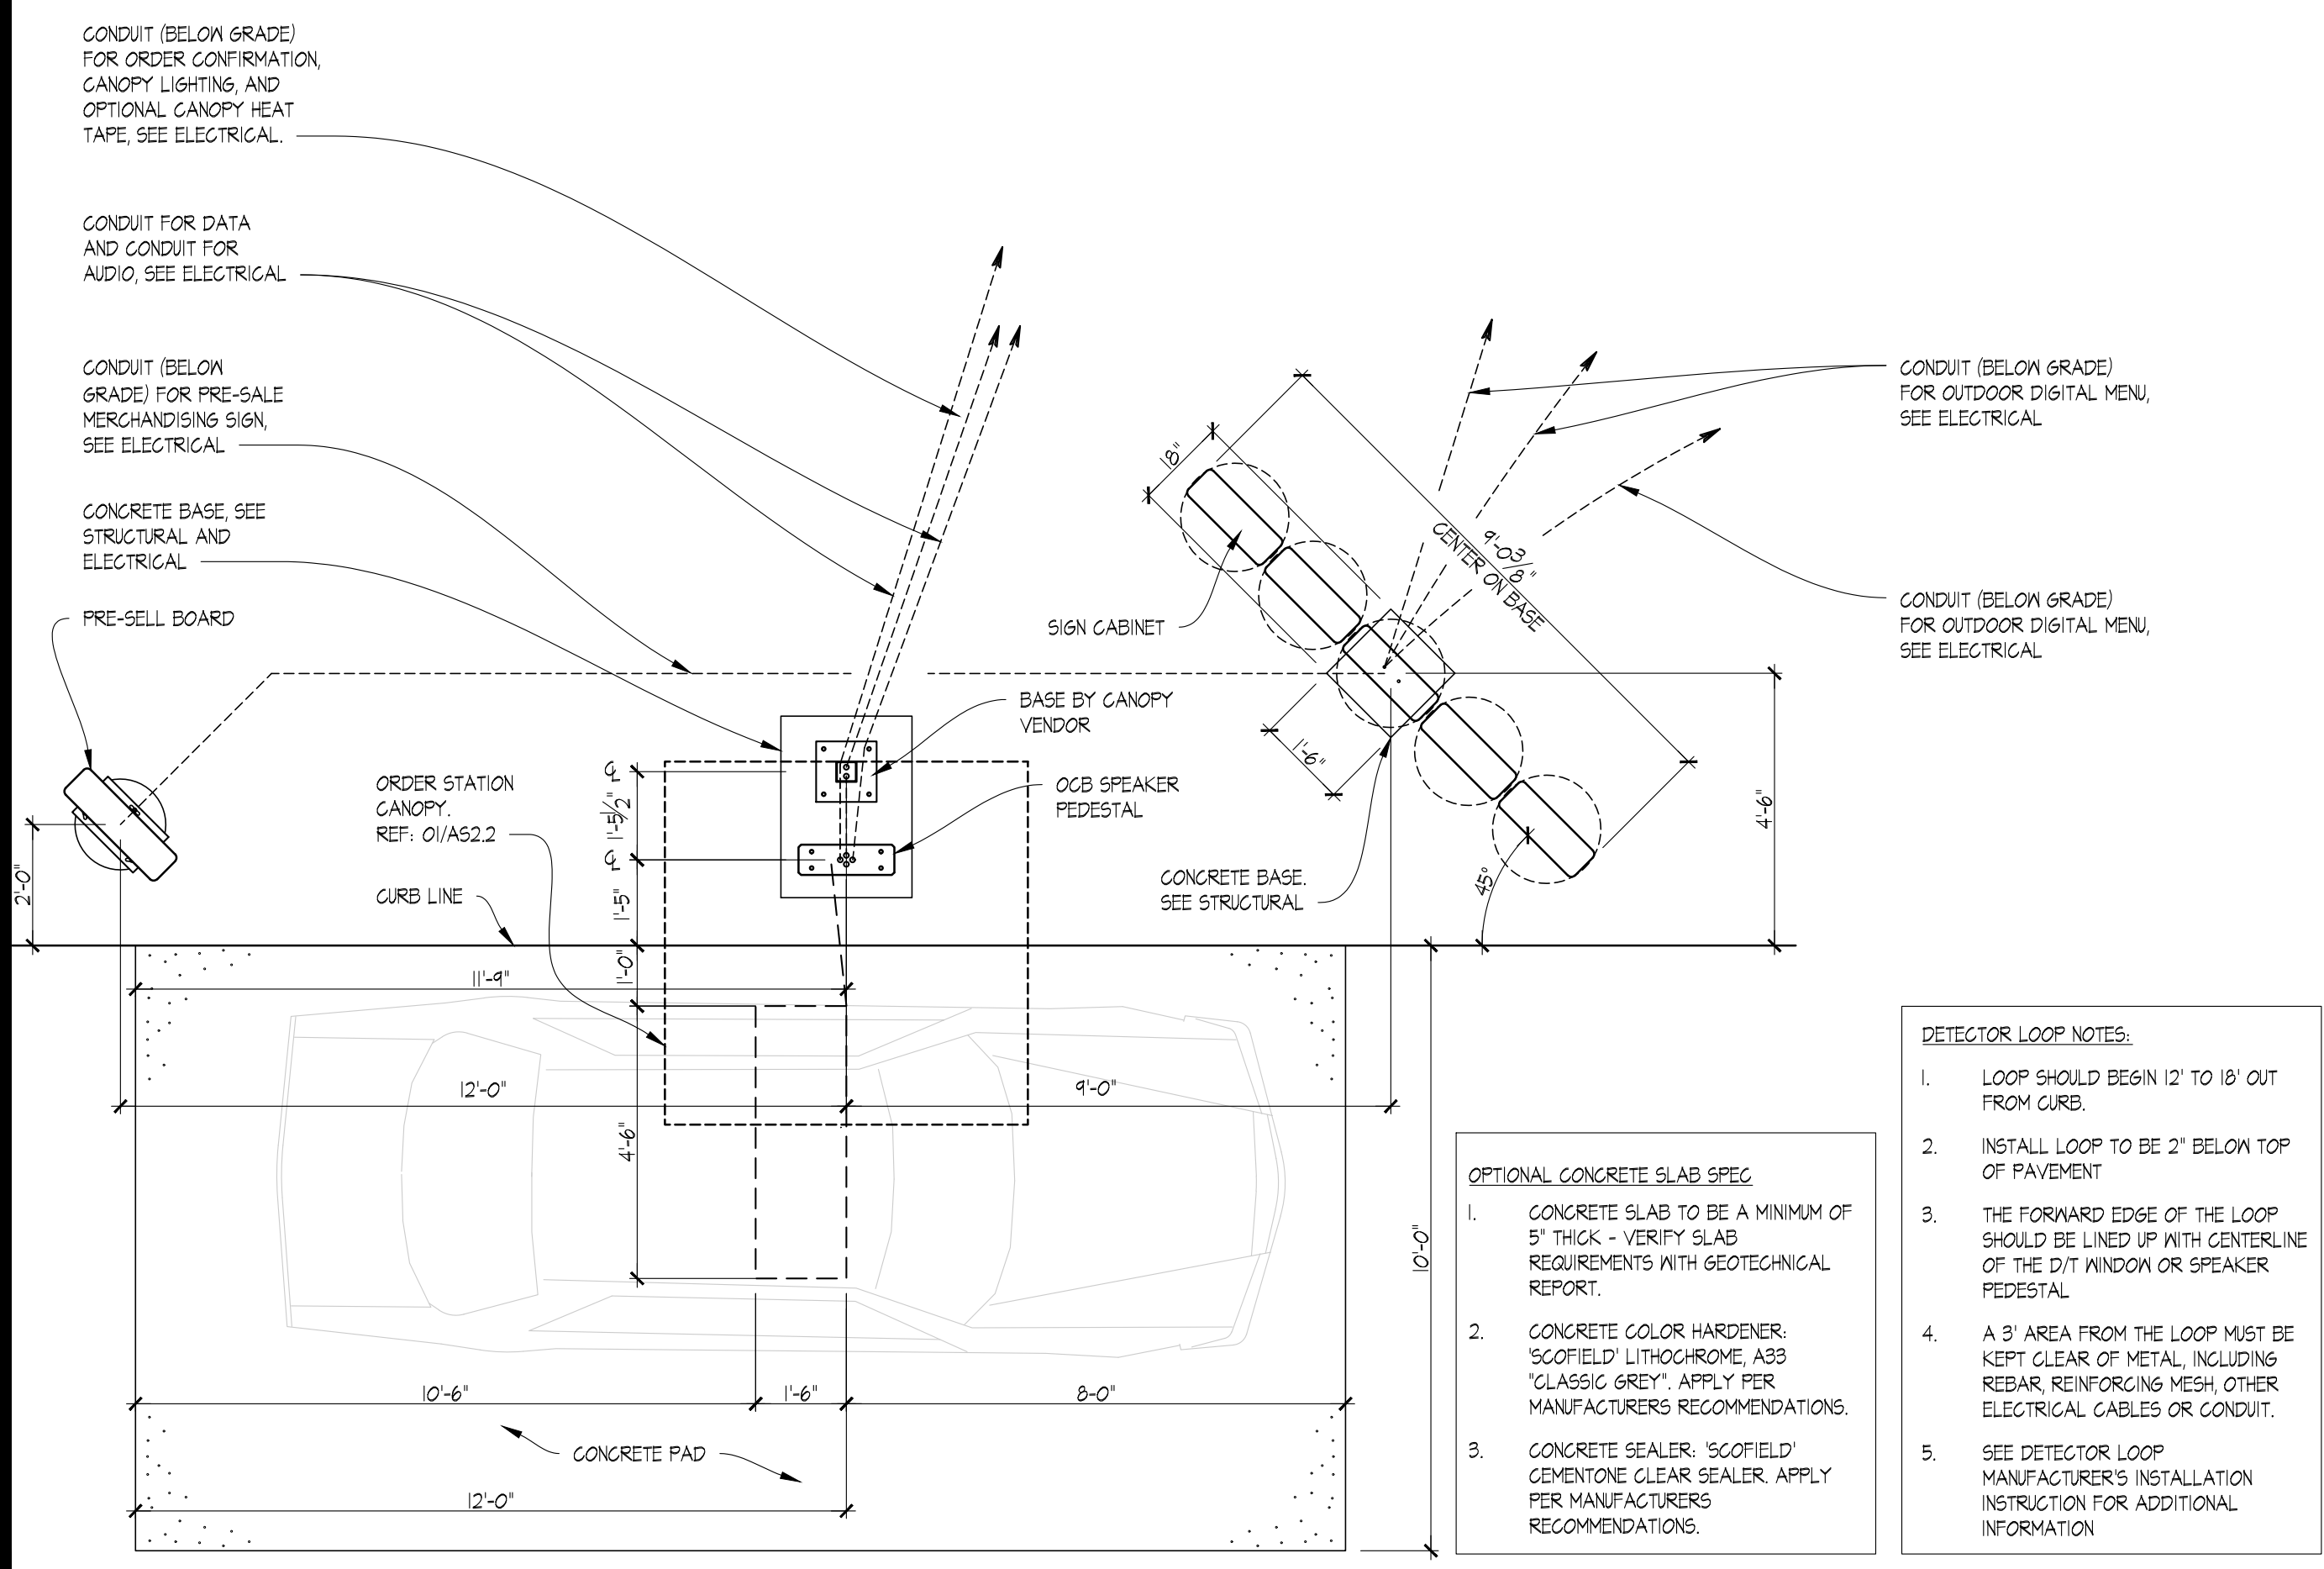 CONDUIT (BELOW GRADE)
FOR ORDER CONFIRMATION,
CANOPY LIGHTING, AND
OPTIONAL CANOPY HEAT
TAPE, SEE ELECTRICAL.
CONDUIT FOR DATA
AND CONDUIT FOR
AUDIO, SEE ELECTRICAL
CONDUIT (BELOW
GRADE) FOR PRE-SALE
MERCHANDISING SIGN,
SEE ELECTRICAL
CONCRETE BASE, SEE
STRUCTURAL AND
ELECTRICAL
PRE-SELL BOARD
ORDER STATION
CANOPY.
REF: 01/AS2.2
CURB LINE
BASE BY CANOPY
VENDOR
OCB SPEAKER
PEDESTAL
SIGN CABINET
CONCRETE BASE.
SEE STRUCTURAL
18"
9'-0 3/8"
CENTER ON BASE
1'-6"
45°
4'-6"
CONDUIT (BELOW GRADE)
FOR OUTDOOR DIGITAL MENU,
SEE ELECTRICAL
CONDUIT (BELOW GRADE)
FOR OUTDOOR DIGITAL MENU,
SEE ELECTRICAL
2'-0"
℄
1'-5 1/2"
℄
1'-5"
1'-0"
4'-6"
11'-9"
12'-0"
9'-0"
10'-6"
1'-6"
8-0"
CONCRETE PAD
12'-0"
10'-0"
OPTIONAL CONCRETE SLAB SPEC
1. CONCRETE SLAB TO BE A MINIMUM OF
5" THICK - VERIFY SLAB
REQUIREMENTS WITH GEOTECHNICAL
REPORT.
2. CONCRETE COLOR HARDENER:
'SCOFIELD' LITHOCHROME, A33
"CLASSIC GREY". APPLY PER
MANUFACTURERS RECOMMENDATIONS.
3. CONCRETE SEALER: 'SCOFIELD'
CEMENTONE CLEAR SEALER. APPLY
PER MANUFACTURERS
RECOMMENDATIONS.
DETECTOR LOOP NOTES:
1. LOOP SHOULD BEGIN 12' TO 18' OUT
FROM CURB.
2. INSTALL LOOP TO BE 2" BELOW TOP
OF PAVEMENT
3. THE FORWARD EDGE OF THE LOOP
SHOULD BE LINED UP WITH CENTERLINE
OF THE D/T WINDOW OR SPEAKER
PEDESTAL
4. A 3' AREA FROM THE LOOP MUST BE
KEPT CLEAR OF METAL, INCLUDING
REBAR, REINFORCING MESH, OTHER
ELECTRICAL CABLES OR CONDUIT.
5. SEE DETECTOR LOOP
MANUFACTURER'S INSTALLATION
INSTRUCTION FOR ADDITIONAL
INFORMATION